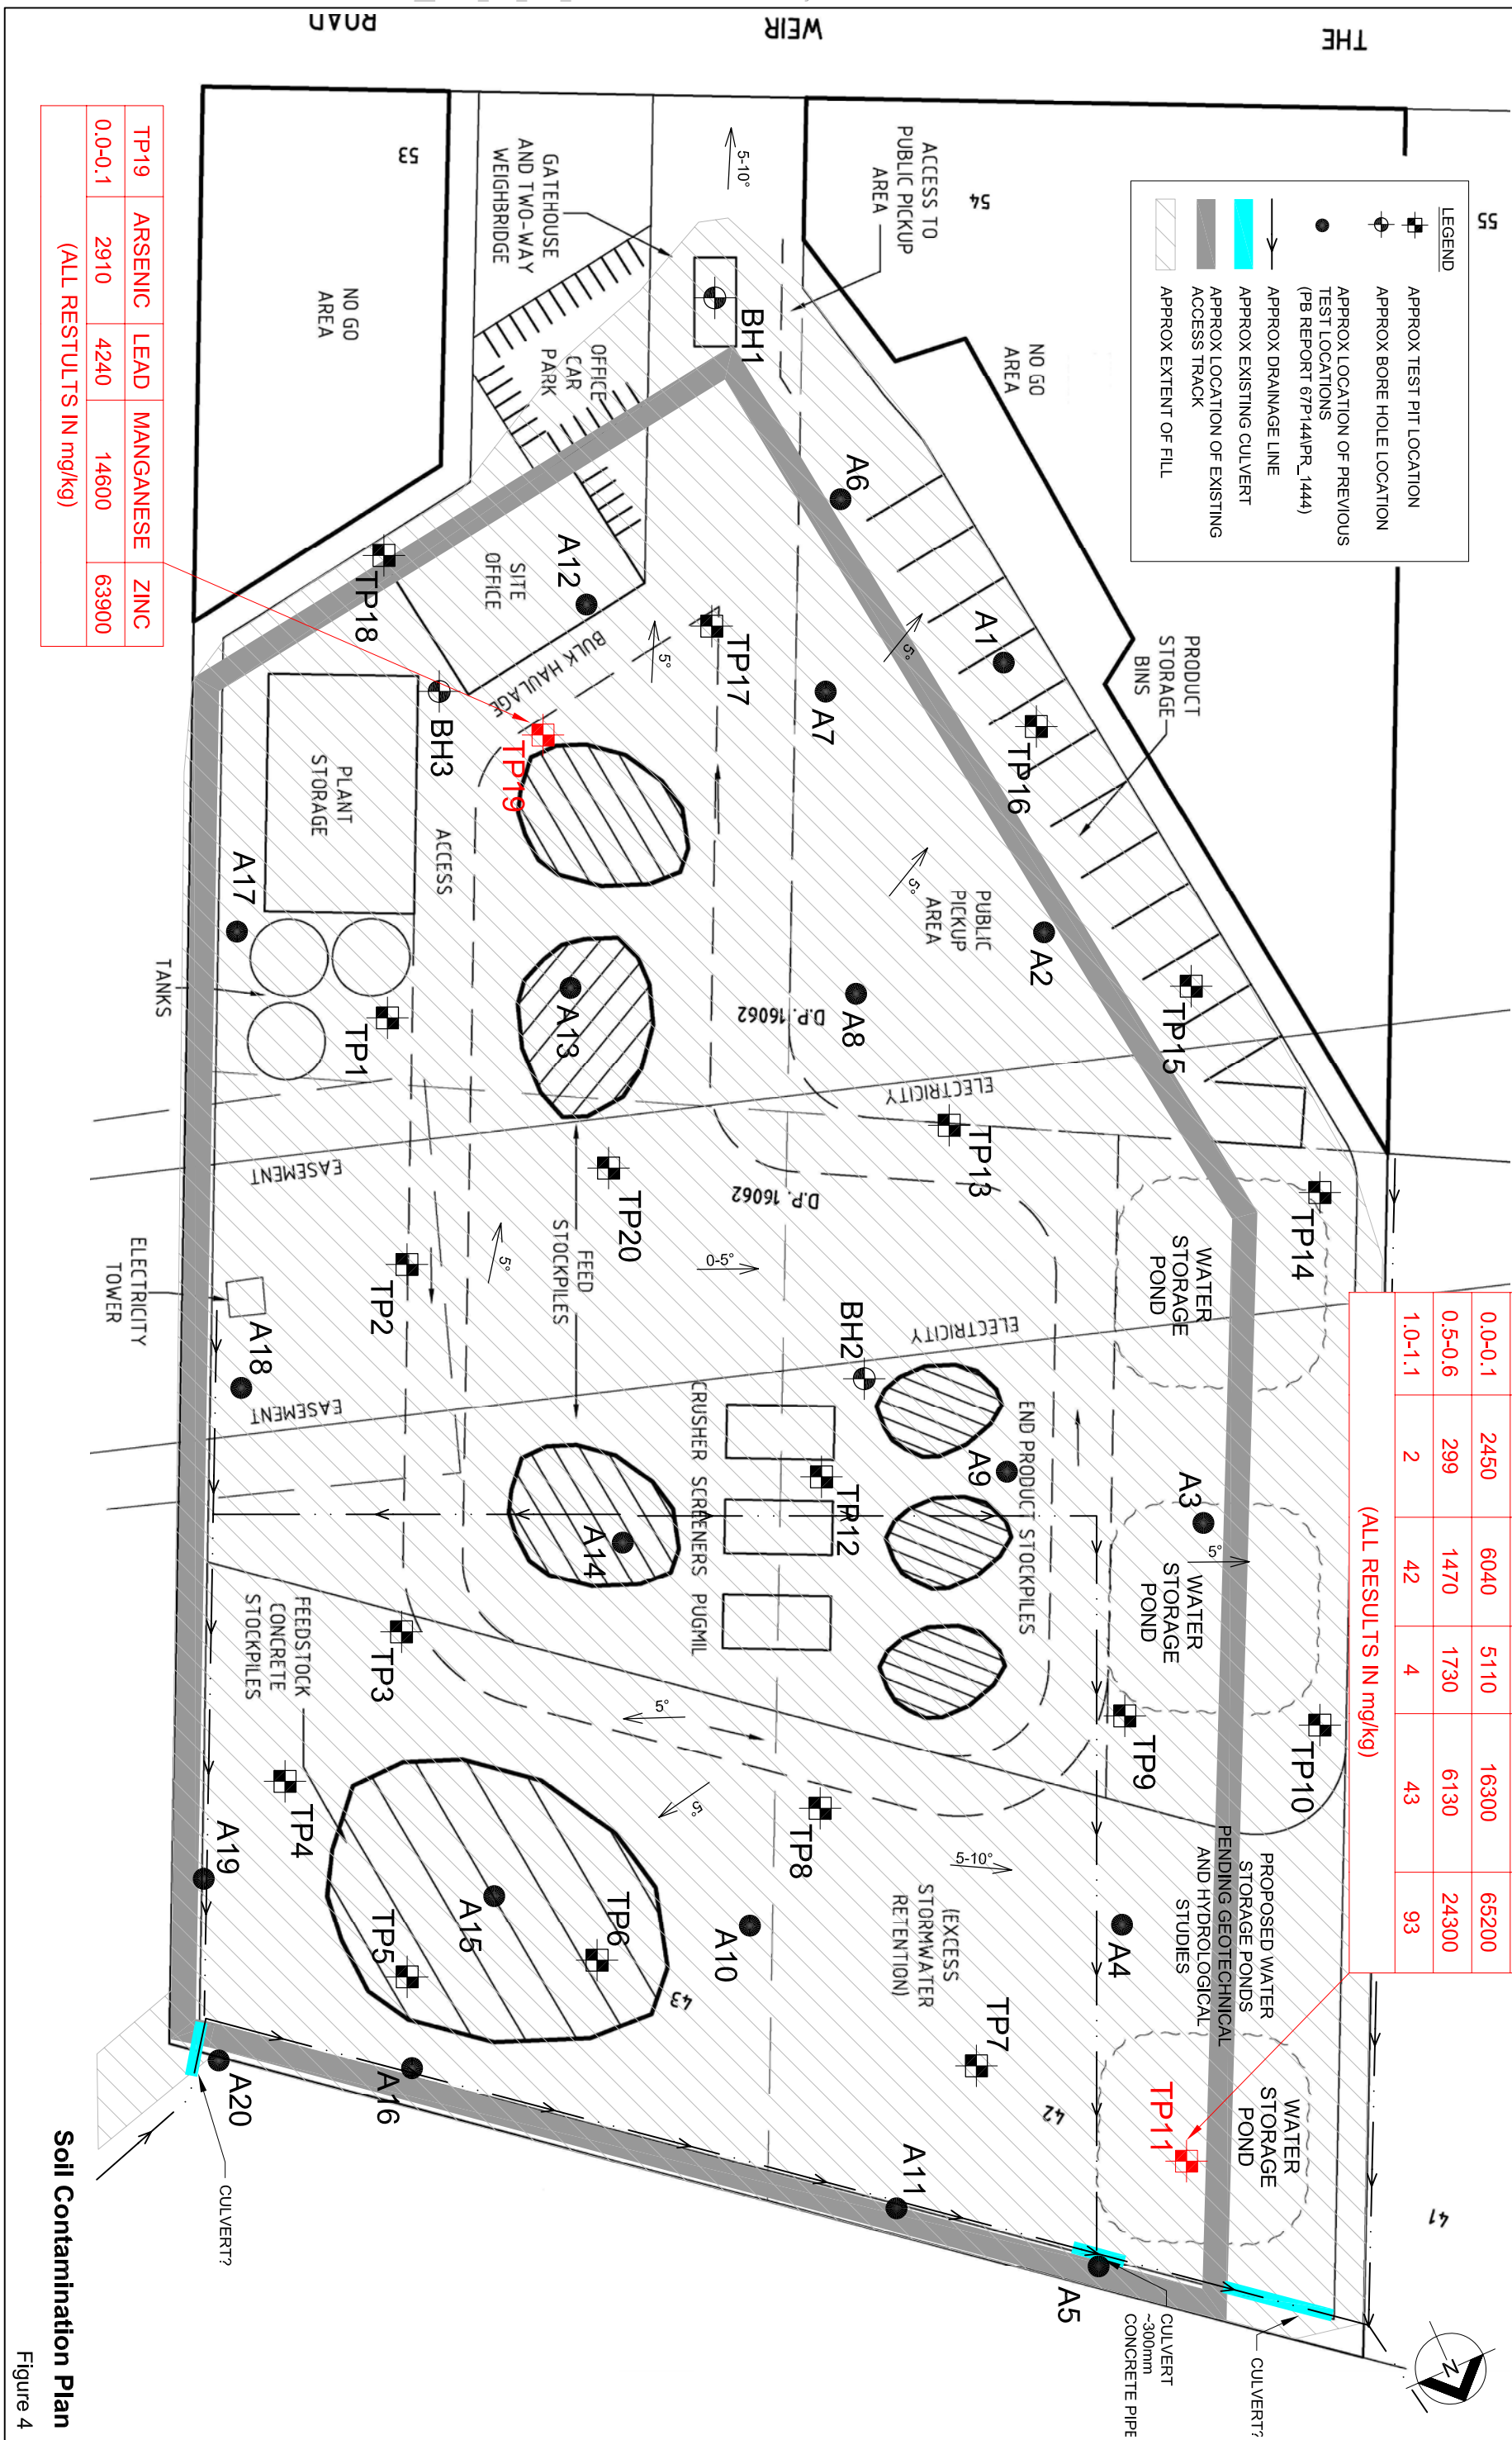 THE
WEIR
ROAD
55
54
53
LEGEND
APPROX TEST PIT LOCATION
APPROX BORE HOLE LOCATION
APPROX LOCATION OF PREVIOUS
TEST LOCATIONS
(PB REPORT 67P144\PR_1444)
APPROX DRAINAGE LINE
APPROX EXISTING CULVERT
APPROX LOCATION OF EXISTING
ACCESS TRACK
APPROX EXTENT OF FILL
ACCESS TO
PUBLIC PICKUP
AREA
5-10°
GATEHOUSE
AND TWO-WAY
WEIGHBRIDGE
NO GO
AREA
NO GO
AREA
TP19 ARSENIC LEAD MANGANESE ZINC
0.0-0.1 2910 4240 14600 63900
(ALL RESTULTS IN mg/kg)
BH1
OFFICE
CAR
PARK
A6
A12
SITE
OFFICE
TP18
BULK HAULAGE
5°
TP17
A7
5°
A1
TP16
PRODUCT
STORAGE
BINS
BH3
TP19
PLANT
STORAGE
ACCESS
A17
TANKS
TP1
A13
A8
5°
PUBLIC
PICKUP
AREA
A2
TP15
D.P. 16062
ELECTRICITY
TP13
TP14
EASEMENT
TP20
D.P. 16062
FEED
STOCKPILES
0-5°
5°
TP2
ELECTRICITY
TOWER
A18
EASEMENT
BH2
ELECTRICITY
WATER
STORAGE
POND
CRUSHER SCREENERS PUGMIL
TP12
A9
END PRODUCT STOCKPILES
A3
5°
WATER
STORAGE
POND
A14
TP3
FEEDSTOCK
CONCRETE
STOCKPILES
5°
TP9
TP10
0.0-0.1 2450 6040 5110 16300 65200
0.5-0.6 299 1470 1730 6130 24300
1.0-1.1 2 42 4 43 93
(ALL RESULTS IN mg/kg)
TP4
5°
TP8
5-10°
A19
A15
TP6
TP5
A10
(EXCESS
STORMWATER
RETENTION)
A4
PROPOSED WATER
STORAGE PONDS
PENDING GEOTECHNICAL
AND HYDROLOGICAL
STUDIES
43
TP7
42
TP11
WATER
STORAGE
POND
41
A20
A16
A11
A5
CULVERT?
CULVERT
~300mm
CONCRETE PIPE
CULVERT?
N
Soil Contamination Plan
Figure 4